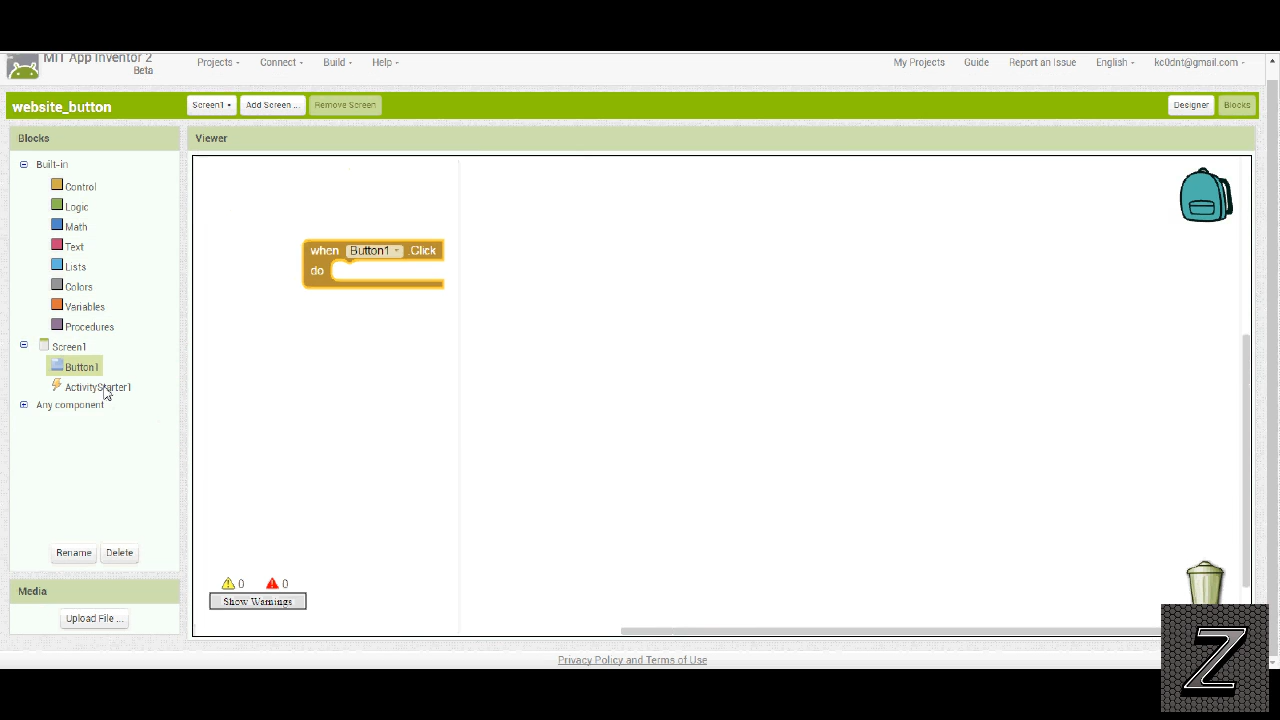 MIT App Inventor 2
Beta
Projects Connect Build Help
My Projects Guide Report an Issue English kc0dnt@gmail.com
website_button
Screen1 Add Screen ... Remove Screen
Designer Blocks
Blocks
Viewer
Built-in
Control
Logic
Math
Text
Lists
Colors
Variables
Procedures
Screen1
Button1
ActivityStarter1
Any component
Rename Delete
Media
Upload File ...
when Button1 .Click
do
0 0
Show Warnings
Privacy Policy and Terms of Use
Z